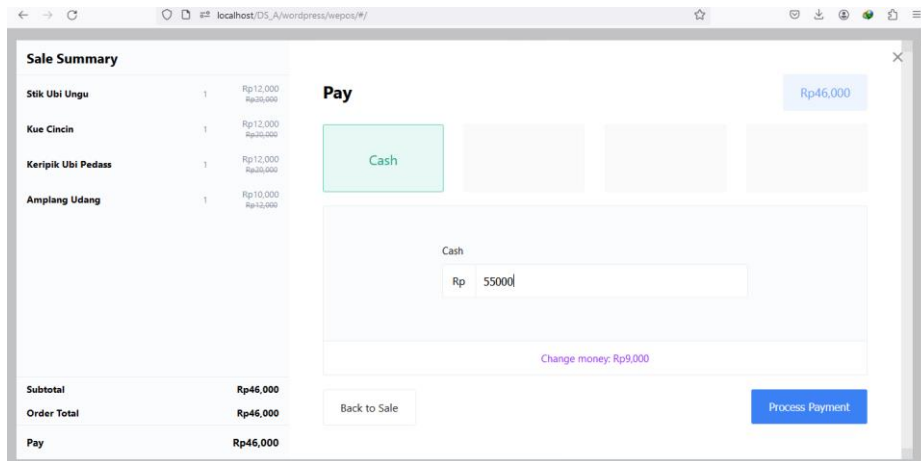 localhost/DS_A/wordpress/wepos/#/
Sale Summary
Stik Ubi Ungu 1 Rp12,000
Rp20,000
Kue Cincin 1 Rp12,000
Rp20,000
Keripik Ubi Pedass 1 Rp12,000
Rp20,000
Amplang Udang 1 Rp10,000
Rp12,000
Subtotal Rp46,000
Order Total Rp46,000
Pay Rp46,000
Pay Rp46,000
Cash
Cash
Rp 55000
Change money: Rp9,000
Back to Sale Process Payment